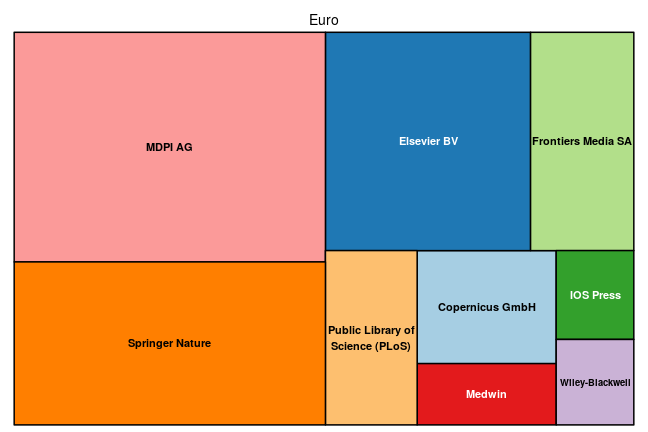 Euro
MDPI AG
Elsevier BV
Frontiers Media SA
Springer Nature
Public Library of
Science (PLoS)
Copernicus GmbH
IOS Press
Medwin
Wiley-Blackwell